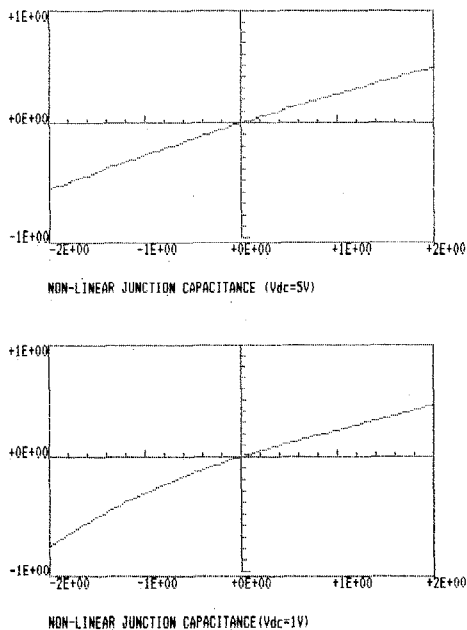 +1E+00
+0E+00
-1E+00
-2E+00 -1E+00 +0E+00 +1E+00 +2E+00
NON-LINEAR JUNCTION CAPACITANCE (Vdc=5V)
+1E+00
+0E+00
-1E+00
-2E+00 -1E+00 +0E+00 +1E+00 +2E+00
NON-LINEAR JUNCTION CAPACITANCE(Vdc=1V)